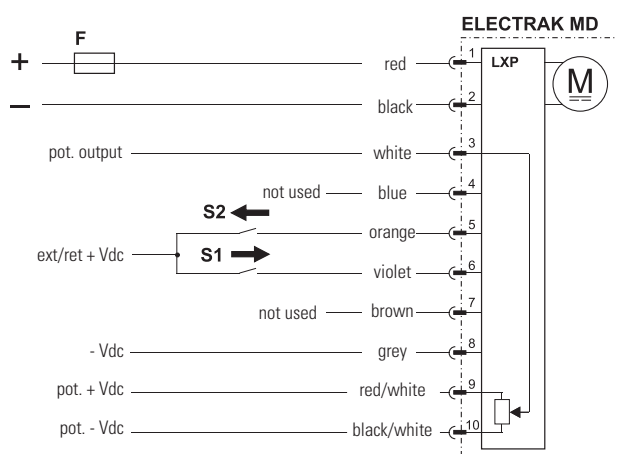 ELECTRAK MD
F
+ red 1 LXP
M
− black 2
pot. output white 3
not used blue 4
S2
orange 5
ext/ret + Vdc S1
violet 6
not used brown 7
- Vdc grey 8
pot. + Vdc red/white 9
pot. - Vdc black/white 10